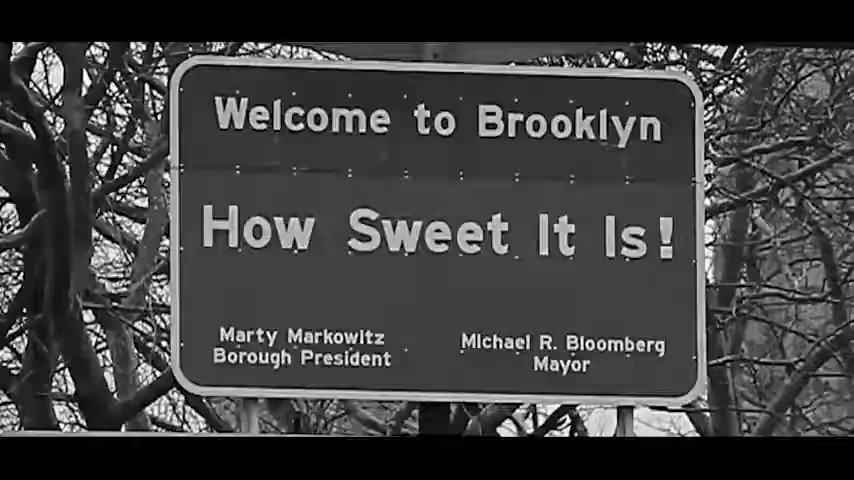 Welcome to Brooklyn
How Sweet It Is!
Marty Markowitz
Borough President
Michael R. Bloomberg
Mayor